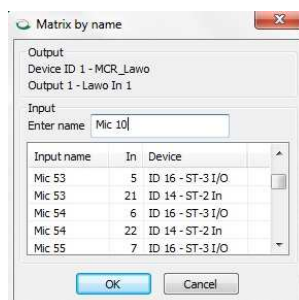 Matrix by name
Output
Device ID 1 - MCR_Lawo
Output 1 - Lawo In 1
Input
Enter name Mic 10
Input name In Device
Mic 53 5 ID 16 - ST-3 I/O
Mic 53 21 ID 14 - ST-2 In
Mic 54 6 ID 16 - ST-3 I/O
Mic 54 22 ID 14 - ST-2 In
Mic 55 7 ID 16 - ST-3 I/O
OK Cancel